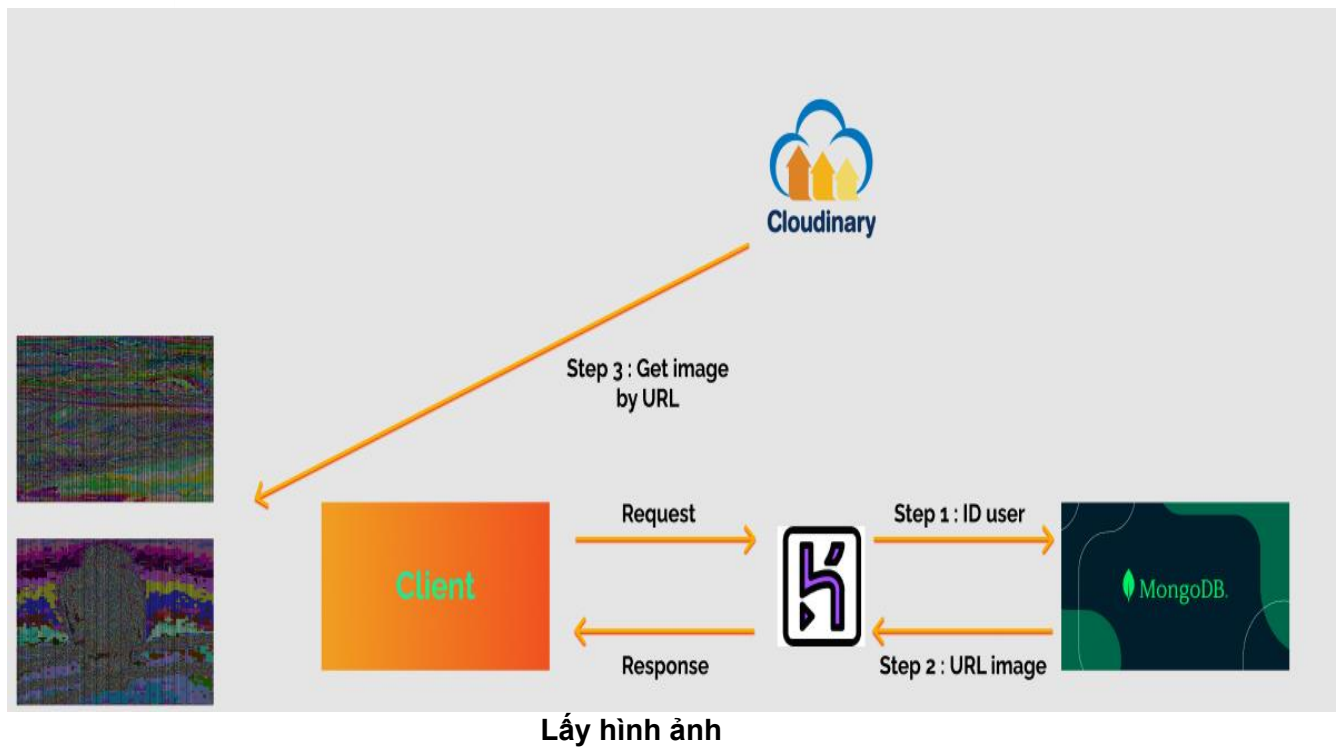 Cloudinary
Step 3 : Get image
by URL
Client
Request
Response
Step 1 : ID user
Step 2 : URL image
MongoDB.
Lấy hình ảnh